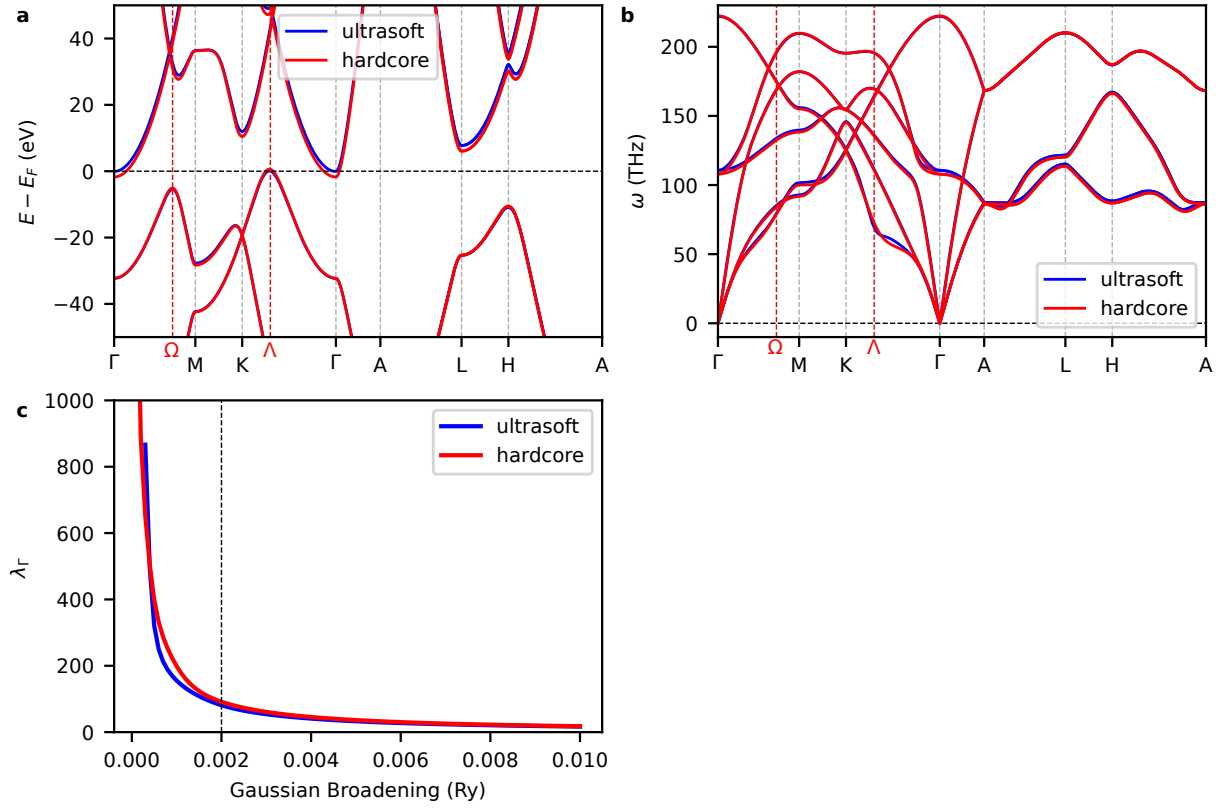 a
ultrasoft
hardcore
E − E_F (eV)
40
20
0
−20
−40
Γ Ω M K Λ Γ A L H A
b
ω (THz)
200
150
100
50
0
ultrasoft
hardcore
Γ Ω M K Λ Γ A L H A
c
ultrasoft
hardcore
λ_Γ
1000
800
600
400
200
0
0.000 0.002 0.004 0.006 0.008 0.010
Gaussian Broadening (Ry)